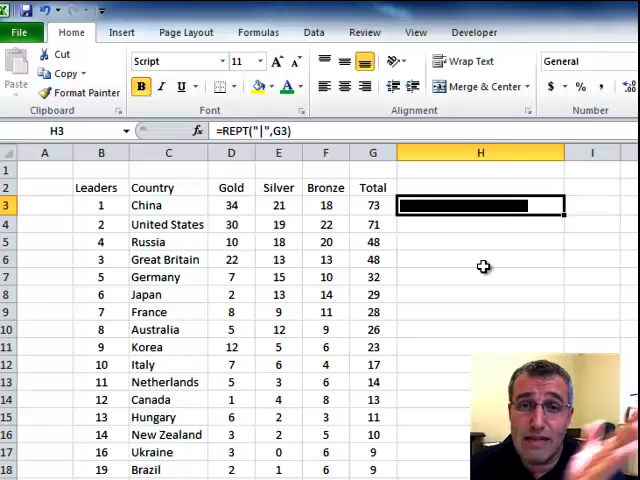 File Home Insert Page Layout Formulas Data Review View Developer
Paste
Cut
Copy
Format Painter
Clipboard
Script 11 A A
B I U A
Font
Wrap Text
Merge & Center
Alignment
General
$ % , .00
Number
H3 fx =REPT("|",G3)
A B C D E F G H I
1
2 Leaders Country Gold Silver Bronze Total
3 1 China 34 21 18 73
4 2 United States 30 19 22 71
5 4 Russia 10 18 20 48
6 3 Great Britain 22 13 13 48
7 5 Germany 7 15 10 32
8 6 Japan 2 13 14 29
9 7 France 8 9 11 28
10 8 Australia 5 12 9 26
11 9 Korea 12 5 6 23
12 10 Italy 7 6 4 17
13 11 Netherlands 5 3 6 14
14 12 Canada 1 4 8 13
15 13 Hungary 6 2 3 11
16 14 New Zealand 3 2 5 10
17 16 Ukraine 3 0 6 9
18 19 Brazil 2 1 6 9